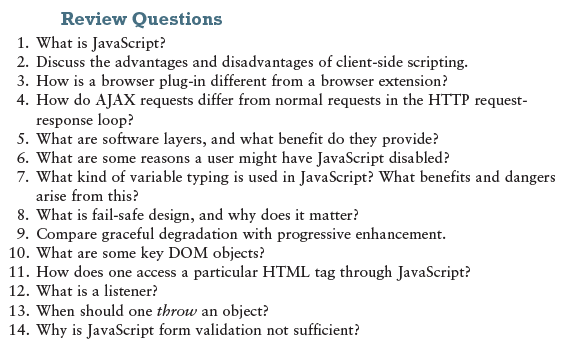 Review Questions
1. What is JavaScript?
2. Discuss the advantages and disadvantages of client-side scripting.
3. How is a browser plug-in different from a browser extension?
4. How do AJAX requests differ from normal requests in the HTTP request-
response loop?
5. What are software layers, and what benefit do they provide?
6. What are some reasons a user might have JavaScript disabled?
7. What kind of variable typing is used in JavaScript? What benefits and dangers
arise from this?
8. What is fail-safe design, and why does it matter?
9. Compare graceful degradation with progressive enhancement.
10. What are some key DOM objects?
11. How does one access a particular HTML tag through JavaScript?
12. What is a listener?
13. When should one throw an object?
14. Why is JavaScript form validation not sufficient?